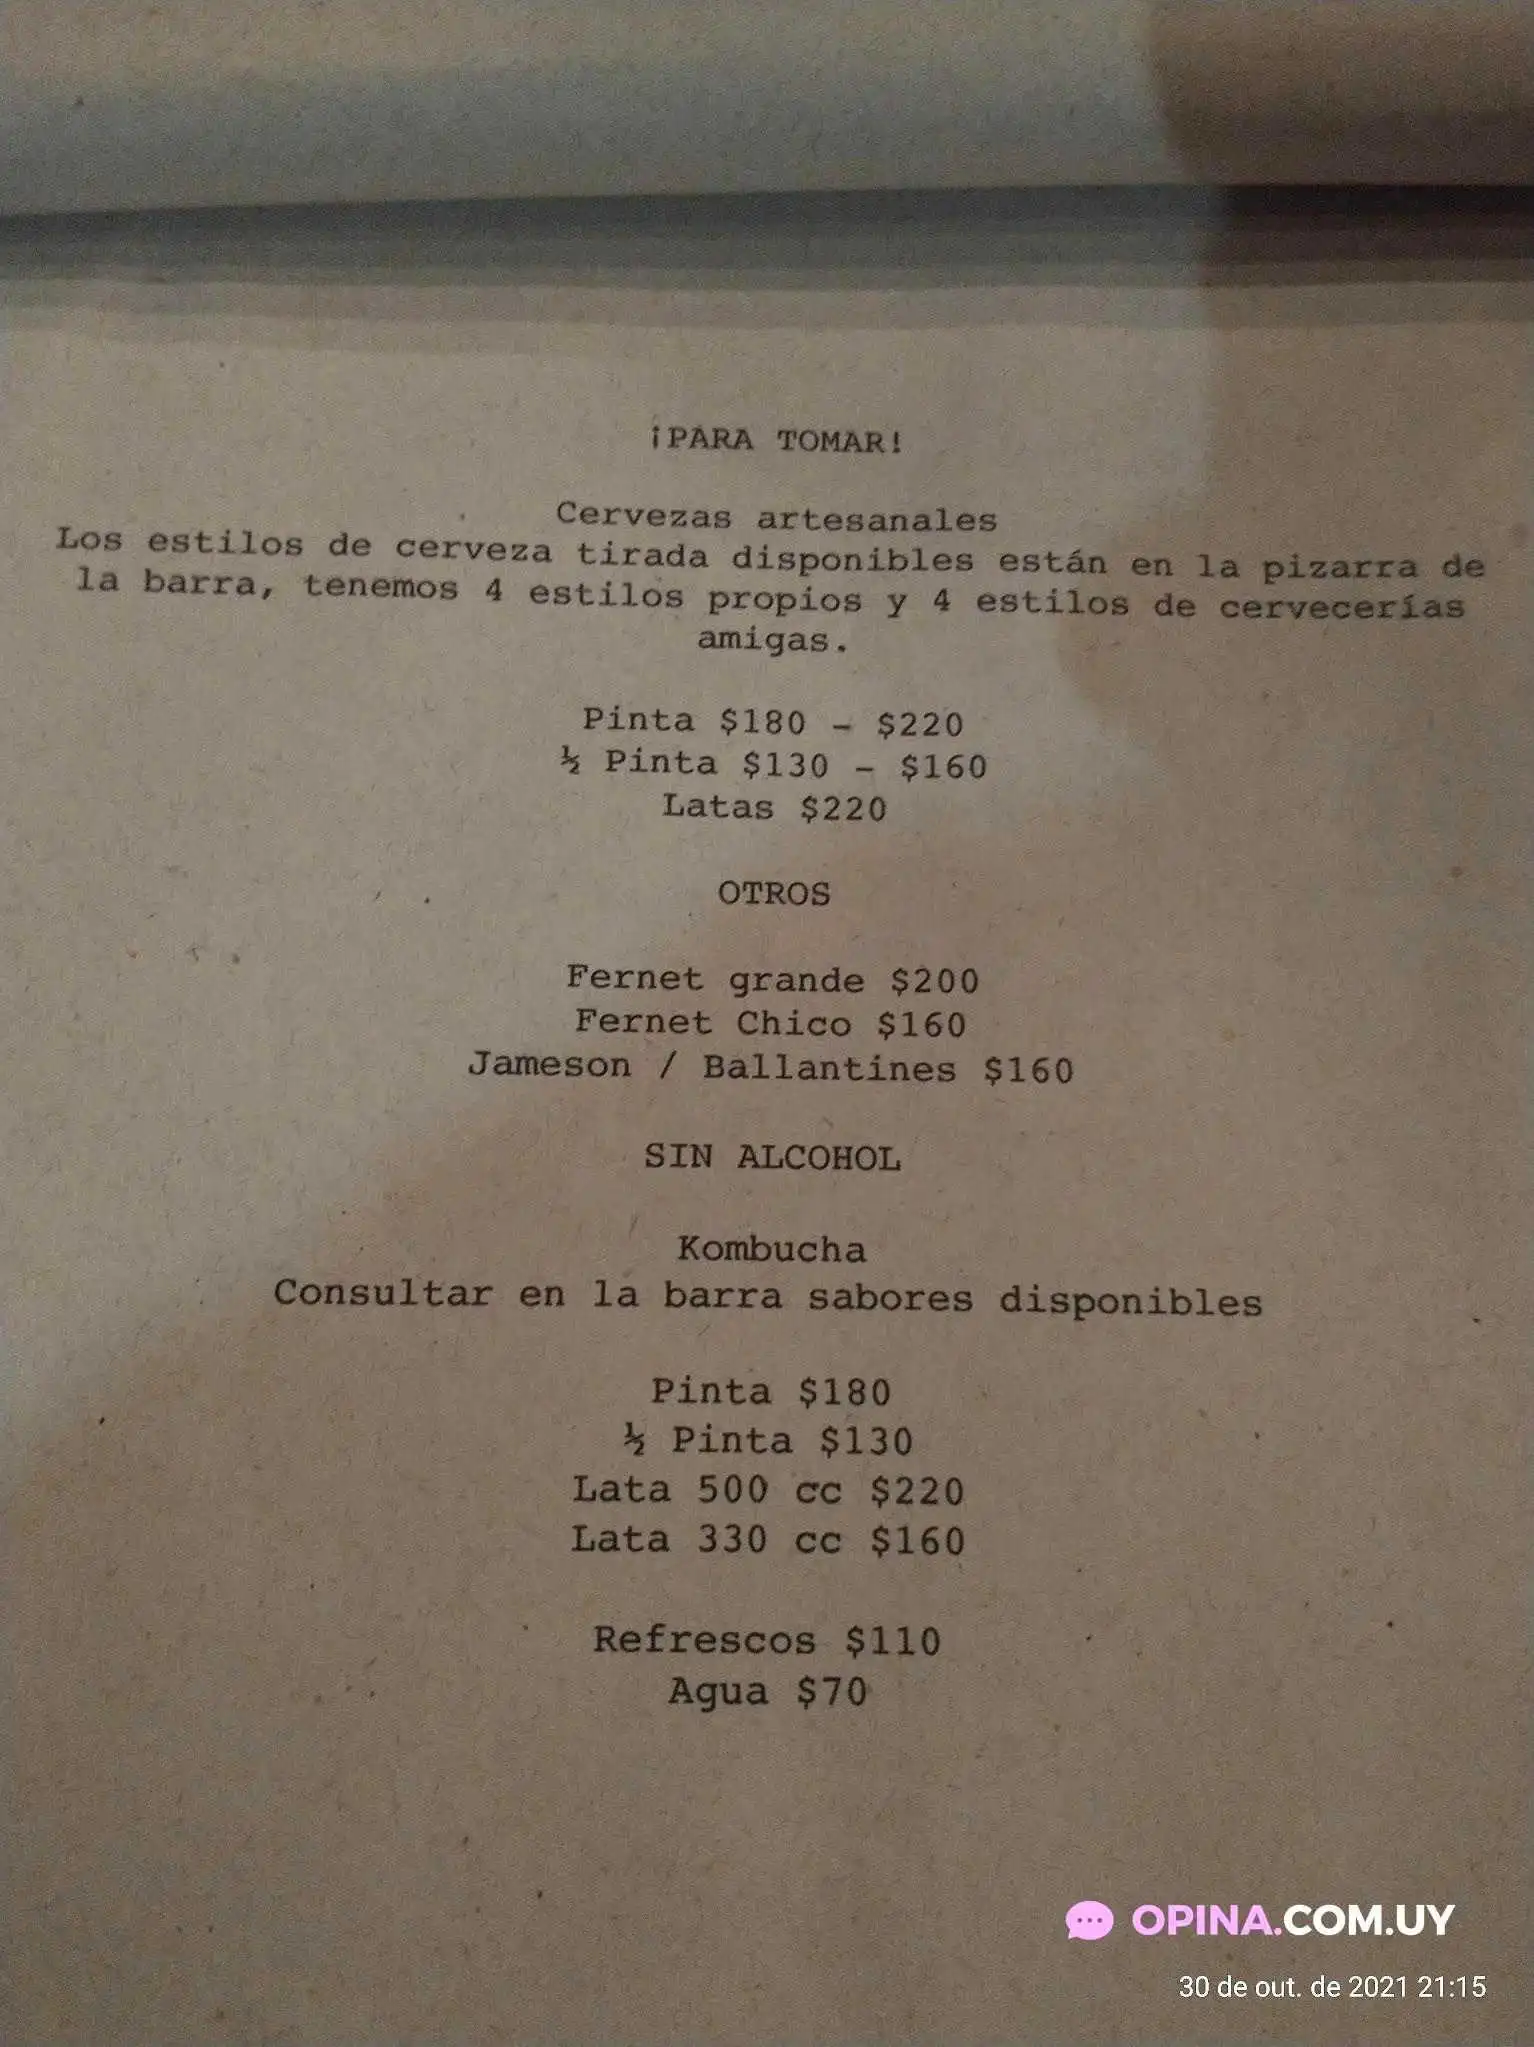 ¡PARA TOMAR!
Cervezas artesanales
Los estilos de cerveza tirada disponibles están en la pizarra de
la barra, tenemos 4 estilos propios y 4 estilos de cervecerías
amigas.
Pinta $180 - $220
½ Pinta $130 - $160
Latas $220
OTROS
Fernet grande $200
Fernet Chico $160
Jameson / Ballantines $160
SIN ALCOHOL
Kombucha
Consultar en la barra sabores disponibles
Pinta $180
½ Pinta $130
Lata 500 cc $220
Lata 330 cc $160
Refrescos $110
Agua $70
OPINA.COM.UY
30 de out. de 2021 21:15